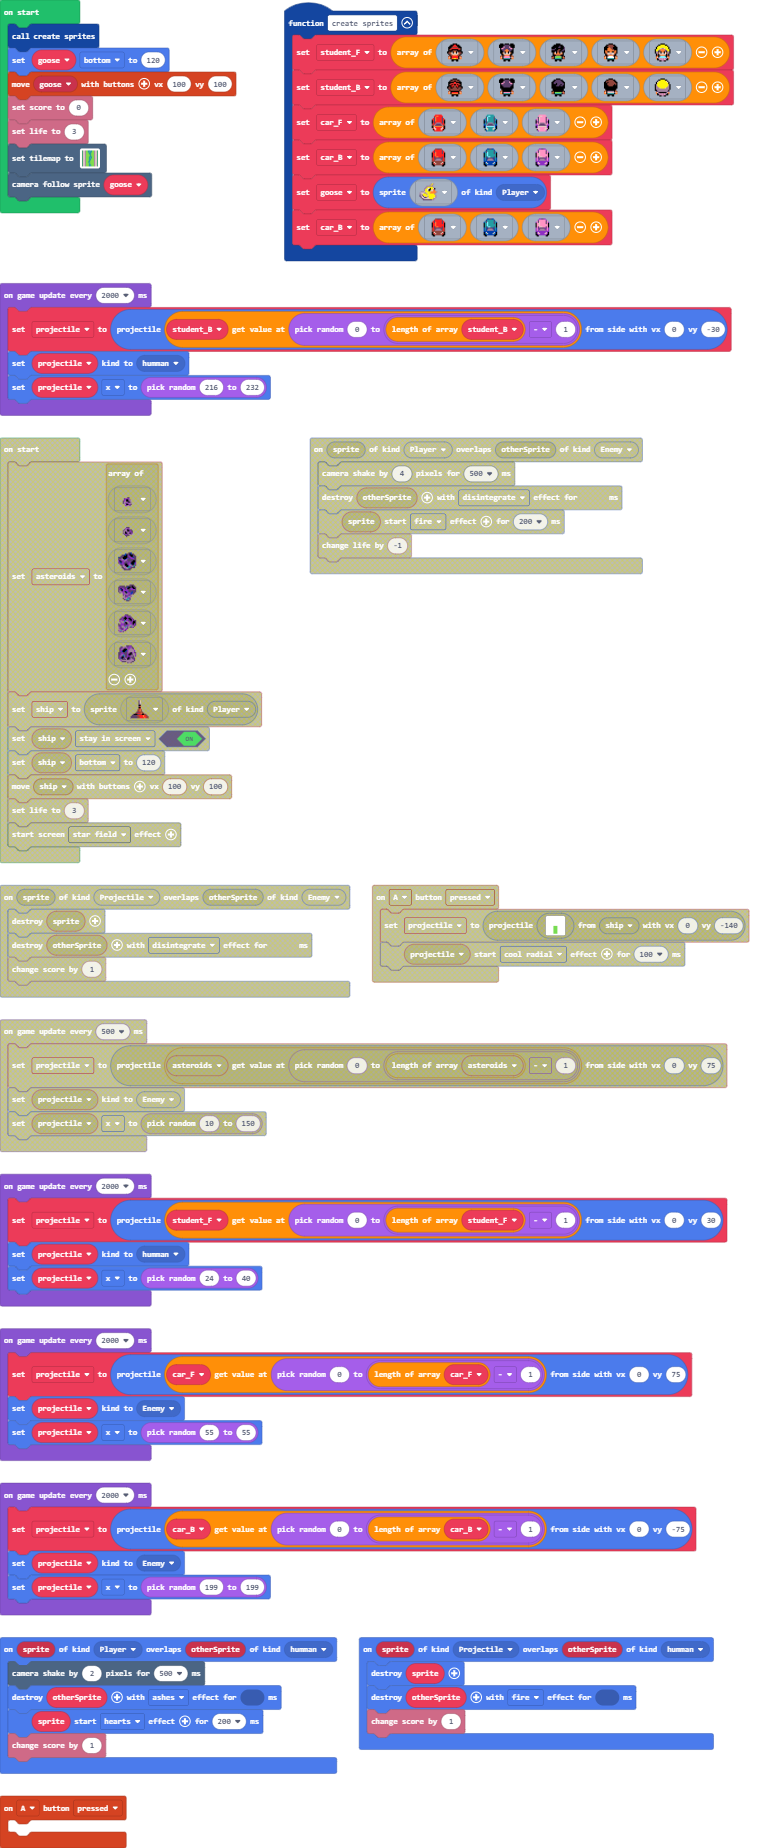 on start
call create sprites
set goose bottom to 120
move goose with buttons vx 100 vy 100
set score to 0
set life to 3
set tilemap to
camera follow sprite goose
function create sprites
set student_F to array of
set student_B to array of
set car_F to array of
set car_B to array of
set goose to sprite of kind Player
set car_B to array of
on game update every 2000 ms
set projectile to projectile student_B get value at pick random 0 to length of array student_B - 1 from side with vx 0 vy -30
set projectile kind to humman
set projectile x to pick random 216 to 232
on start
set asteroids to array of
set ship to sprite of kind Player
set ship stay in screen ON
set ship bottom to 120
move ship with buttons vx 100 vy 100
set life to 3
start screen star field effect
on sprite of kind Player overlaps otherSprite of kind Enemy
camera shake by 4 pixels for 500 ms
destroy otherSprite with disintegrate effect for ms
sprite start fire effect for 200 ms
change life by -1
on sprite of kind Projectile overlaps otherSprite of kind Enemy
destroy sprite
destroy otherSprite with disintegrate effect for ms
change score by 1
on A button pressed
set projectile to projectile from ship with vx 0 vy -140
projectile start cool radial effect for 100 ms
on game update every 500 ms
set projectile to projectile asteroids get value at pick random 0 to length of array asteroids - 1 from side with vx 0 vy 75
set projectile kind to Enemy
set projectile x to pick random 10 to 150
on game update every 2000 ms
set projectile to projectile student_F get value at pick random 0 to length of array student_F - 1 from side with vx 0 vy 30
set projectile kind to humman
set projectile x to pick random 24 to 40
on game update every 2000 ms
set projectile to projectile car_F get value at pick random 0 to length of array car_F - 1 from side with vx 0 vy 75
set projectile kind to Enemy
set projectile x to pick random 55 to 55
on game update every 2000 ms
set projectile to projectile car_B get value at pick random 0 to length of array car_B - 1 from side with vx 0 vy -75
set projectile kind to Enemy
set projectile x to pick random 199 to 199
on sprite of kind Player overlaps otherSprite of kind humman
camera shake by 2 pixels for 500 ms
destroy otherSprite with ashes effect for ms
sprite start hearts effect for 200 ms
change score by 1
on sprite of kind Projectile overlaps otherSprite of kind humman
destroy sprite
destroy otherSprite with fire effect for ms
change score by 1
on A button pressed